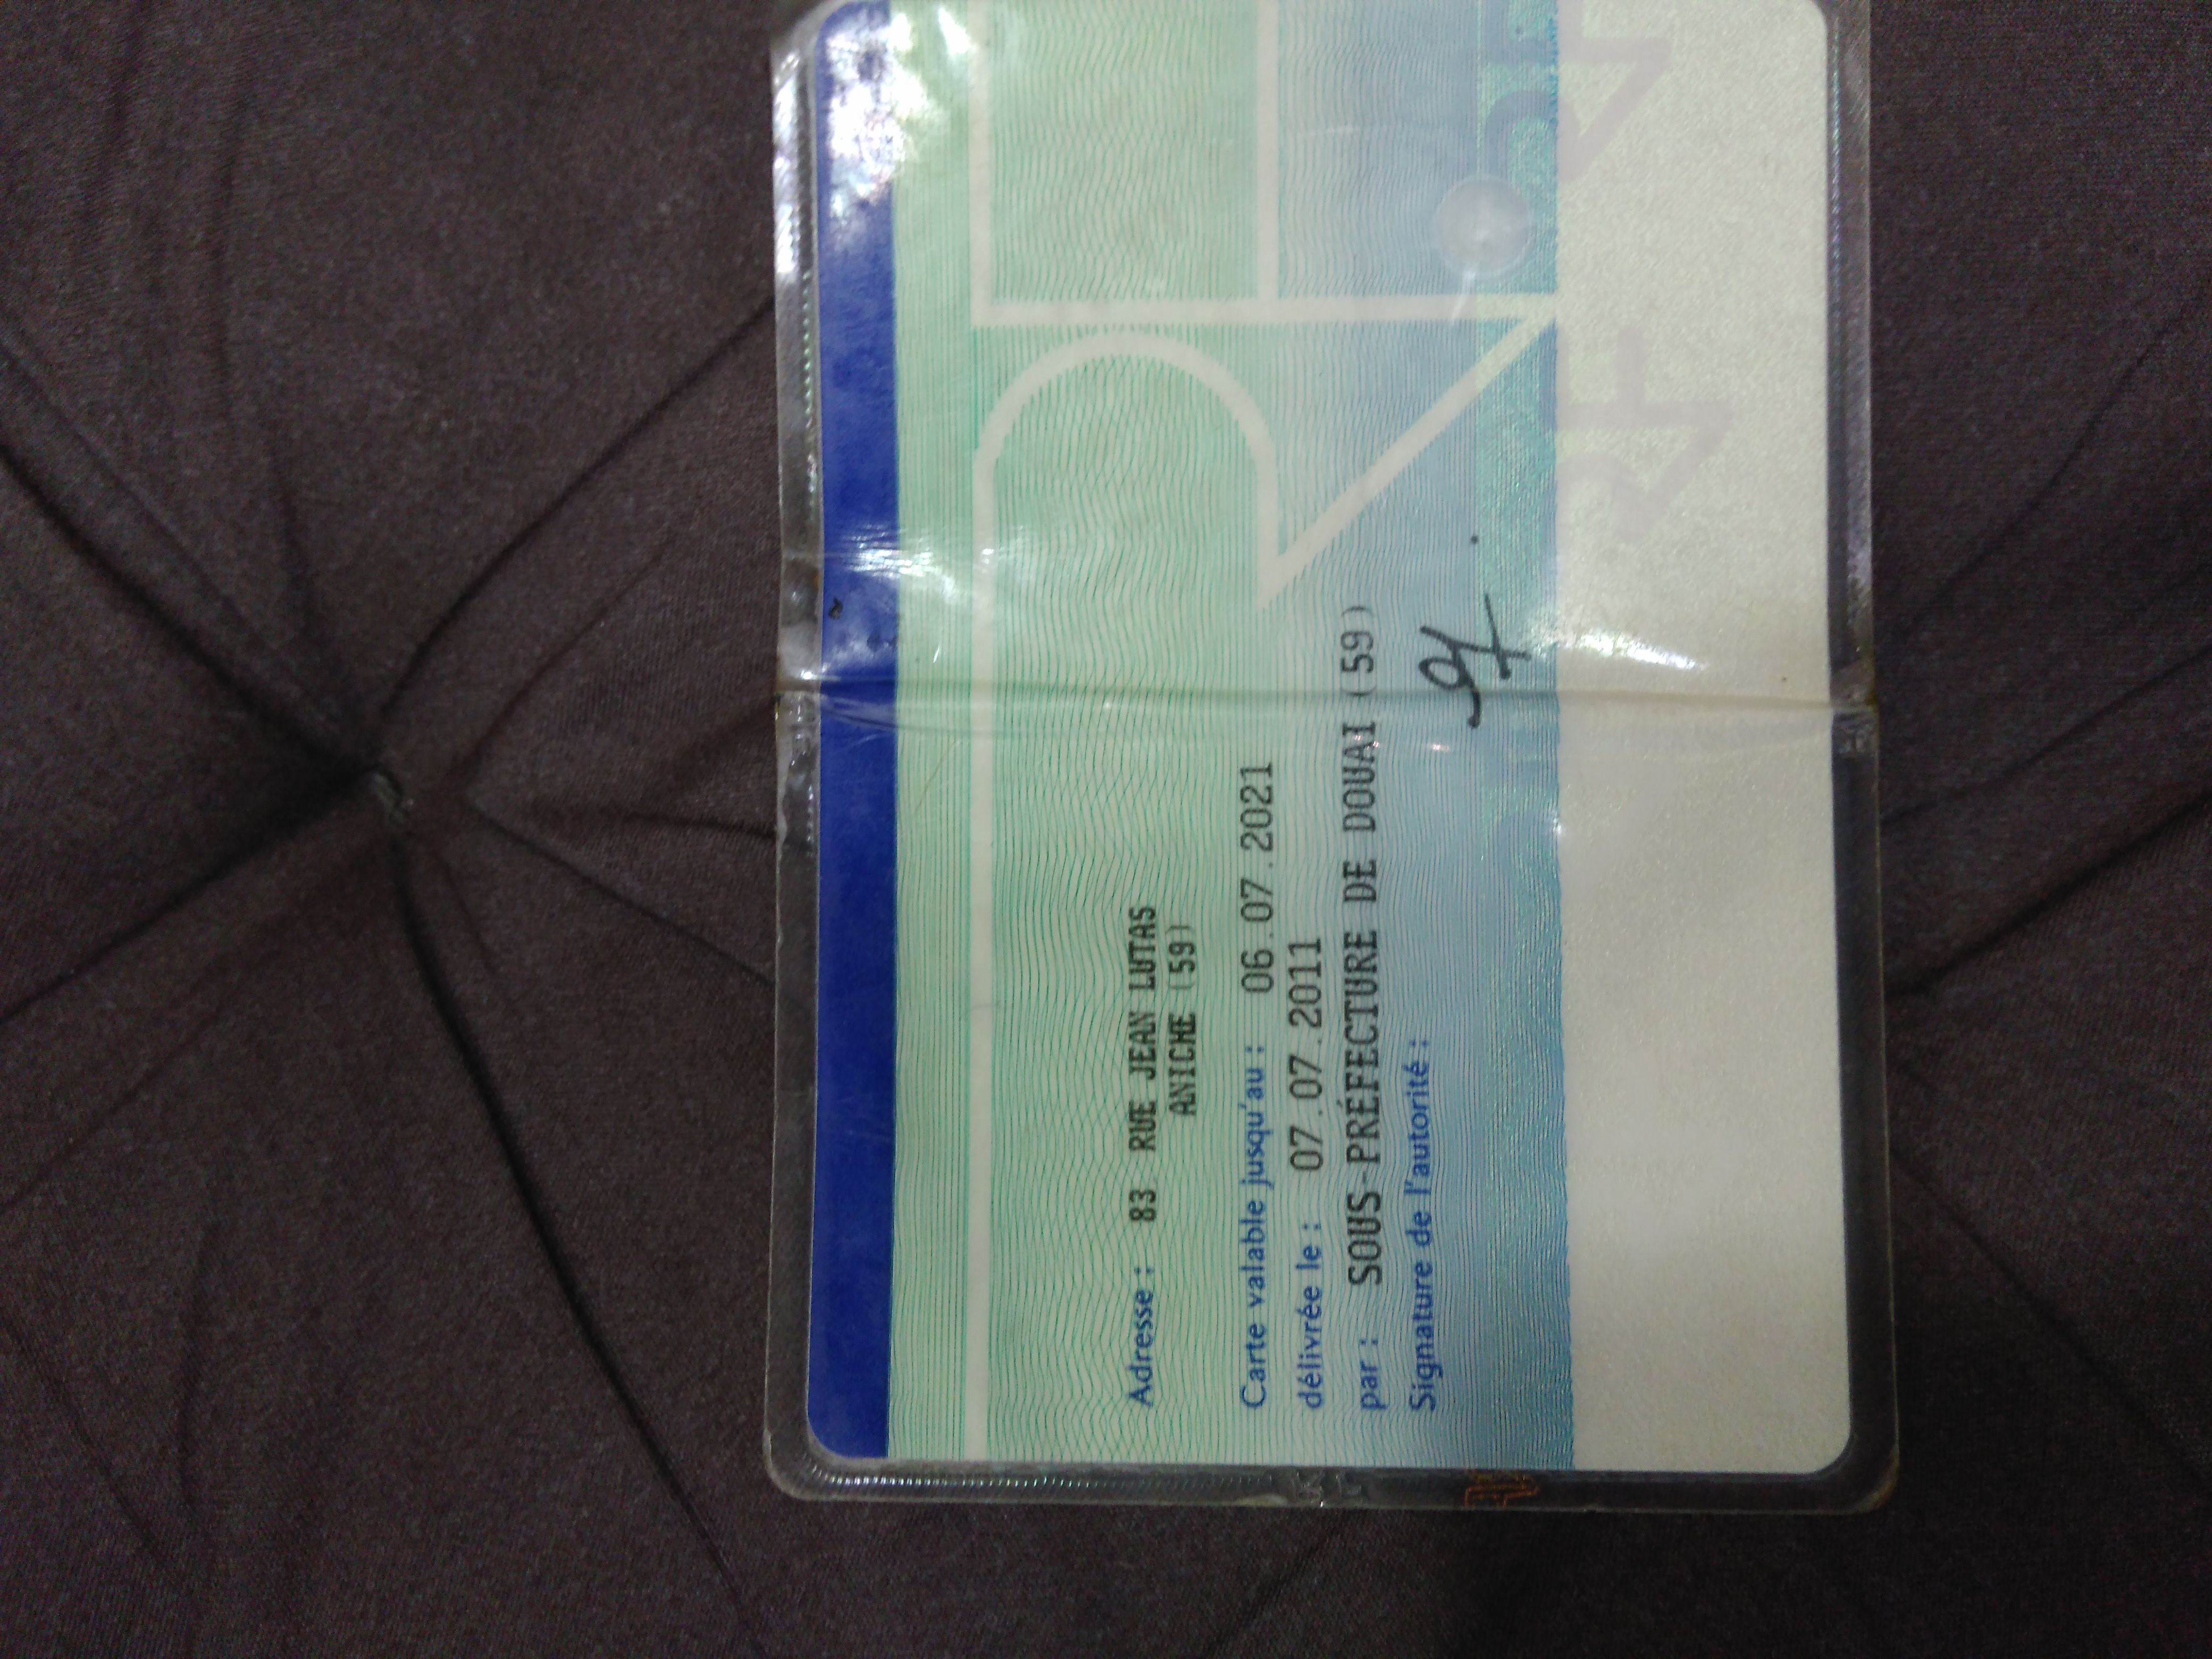 Adresse : 83 RUE JEAN LUTAS
ANICHE (59)
Carte valable jusqu'au : 06.07.2021
délivrée le : 07.07.2011
par : SOUS-PRÉFECTURE DE DOUAI (59)
Signature de l'autorité :
RF